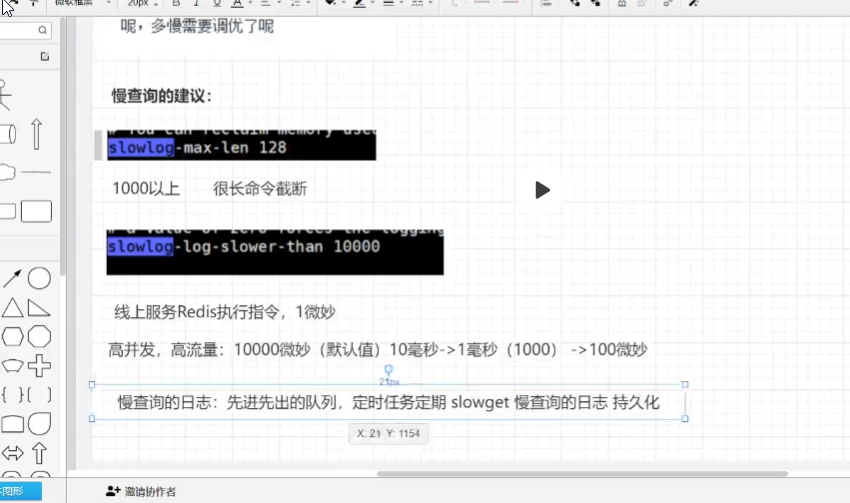 微软雅黑 20px B I U A
呢，多慢需要调优了呢
慢查询的建议：
# You can reclaim memory used
slowlog-max-len 128
1000以上 很长命令截断
# a value of zero forces the logging
slowlog-log-slower-than 10000
线上服务Redis执行指令，1微妙
高并发，高流量：10000微妙（默认值）10毫秒->1毫秒（1000） ->100微妙
慢查询的日志：先进先出的队列，定时任务定期 slowget 慢查询的日志 持久化
X: 21 Y: 1154
图形
邀请协作者